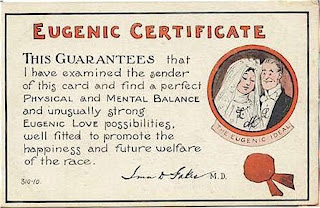 EUGENIC CERTIFICATE
THIS GUARANTEES that
I have examined the sender
of this card and find a perfect
PHYSICAL and MENTAL BALANCE
and unusually strong
EUGENIC LOVE possibilities,
well fitted to promote the
happiness and future welfare
of the race.
THE EUGENIC IDEAL
M.D.